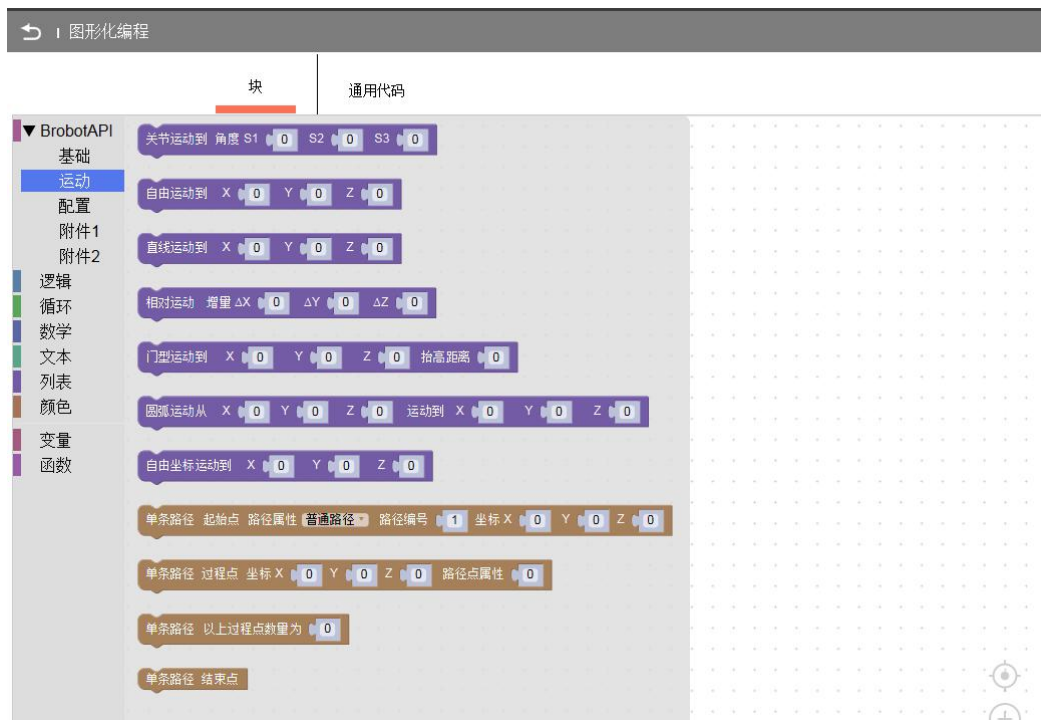 图形化编程
块 通用代码
BrobotAPI
基础
运动
配置
附件1
附件2
逻辑
循环
数学
文本
列表
颜色
变量
函数
关节运动到 角度 S1 0 S2 0 S3 0
自由运动到 X 0 Y 0 Z 0
直线运动到 X 0 Y 0 Z 0
相对运动 增量 ΔX 0 ΔY 0 ΔZ 0
门型运动到 X 0 Y 0 Z 0 抬高距离 0
圆弧运动从 X 0 Y 0 Z 0 运动到 X 0 Y 0 Z 0
自由坐标运动到 X 0 Y 0 Z 0
单条路径 起始点 路径属性 普通路径 路径编号 1 坐标 X 0 Y 0 Z 0
单条路径 过程点 坐标 X 0 Y 0 Z 0 路径点属性 0
单条路径 以上过程点数量为 0
单条路径 结束点